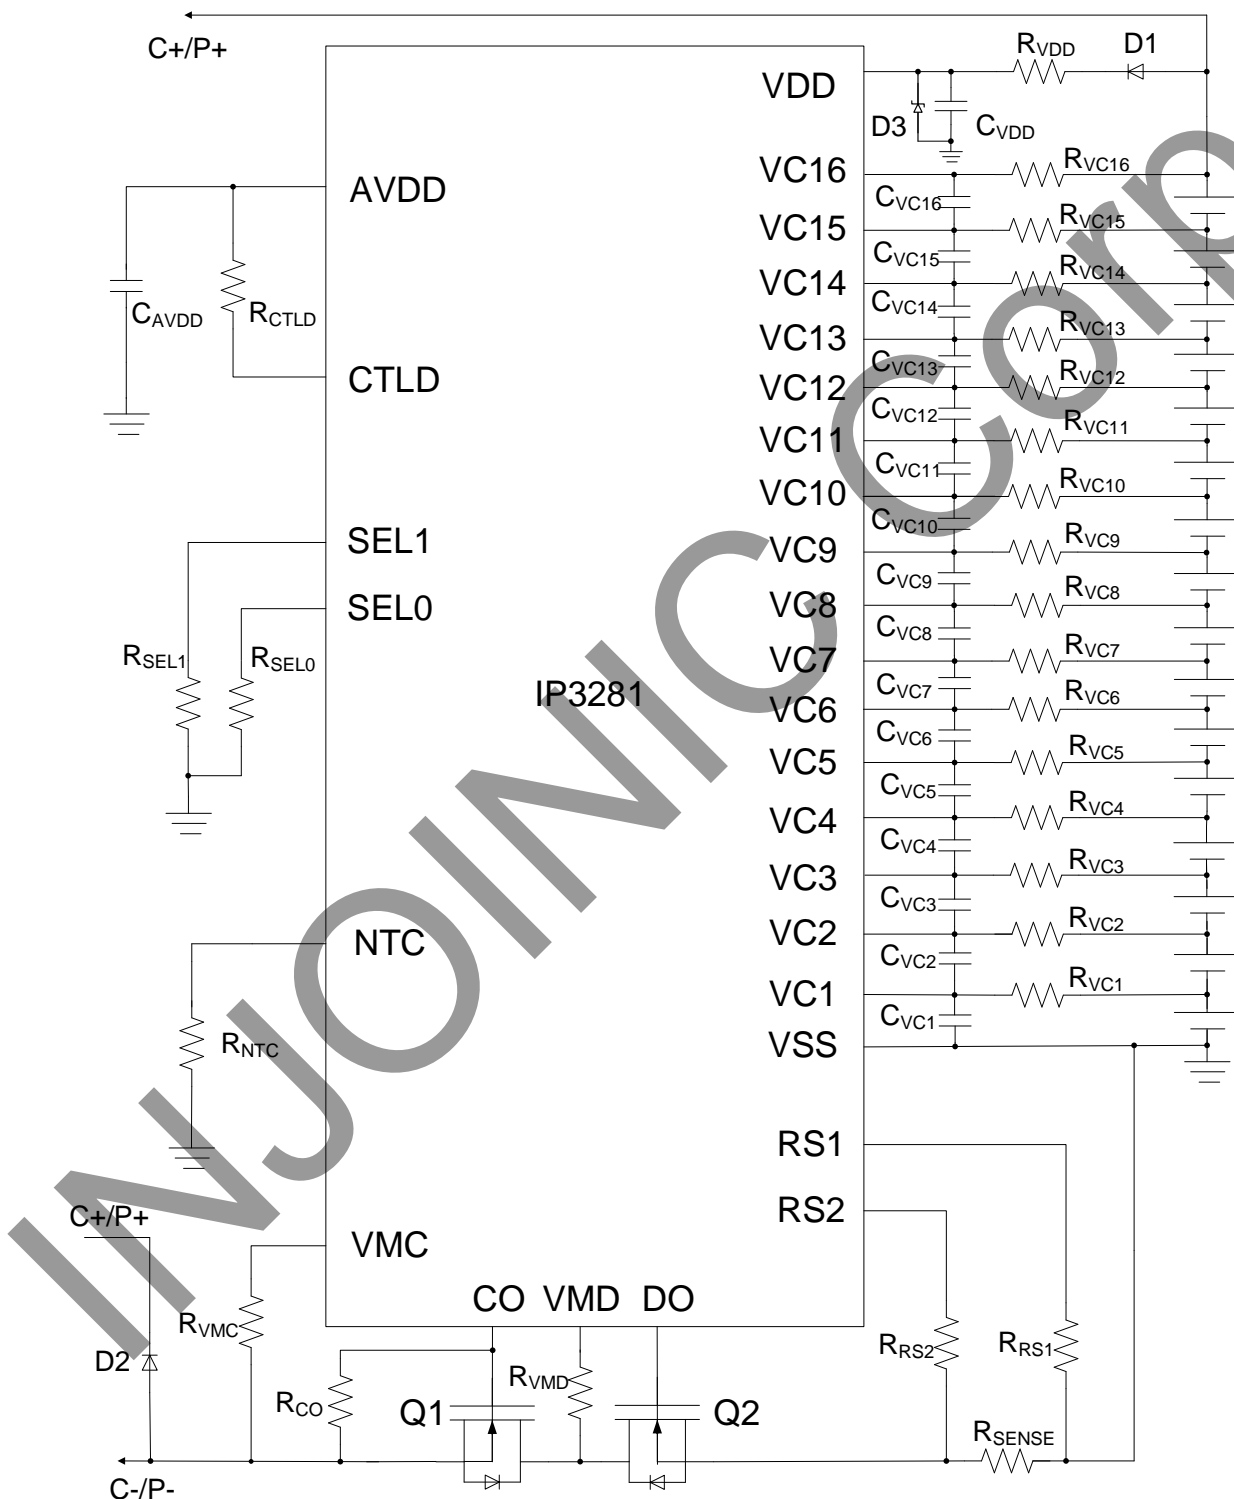 C+/P+
RVDD
D1
VDD
D3
CVDD
VC16
RVC16
CVC16
AVDD
VC15
RVC15
CVC15
VC14
RVC14
CAVDD
RCTLD
CVC14
VC13
RVC13
CVC13
CTLD
VC12
RVC12
CVC12
VC11
RVC11
CVC11
VC10
RVC10
CVC10
SEL1
VC9
RVC9
CVC9
SEL0
VC8
RVC8
CVC8
RSEL1
RSEL0
VC7
RVC7
CVC7
IP3281
VC6
RVC6
CVC6
VC5
RVC5
CVC5
VC4
RVC4
CVC4
VC3
RVC3
CVC3
NTC
VC2
RVC2
CVC2
VC1
RVC1
CVC1
RNTC
VSS
RS1
RS2
C+/P+
VMC
CO
VMD
DO
RVMC
D2
RCO
Q1
RVMD
Q2
RRS2
RRS1
RSENSE
C-/P-
INJOINIC Corp